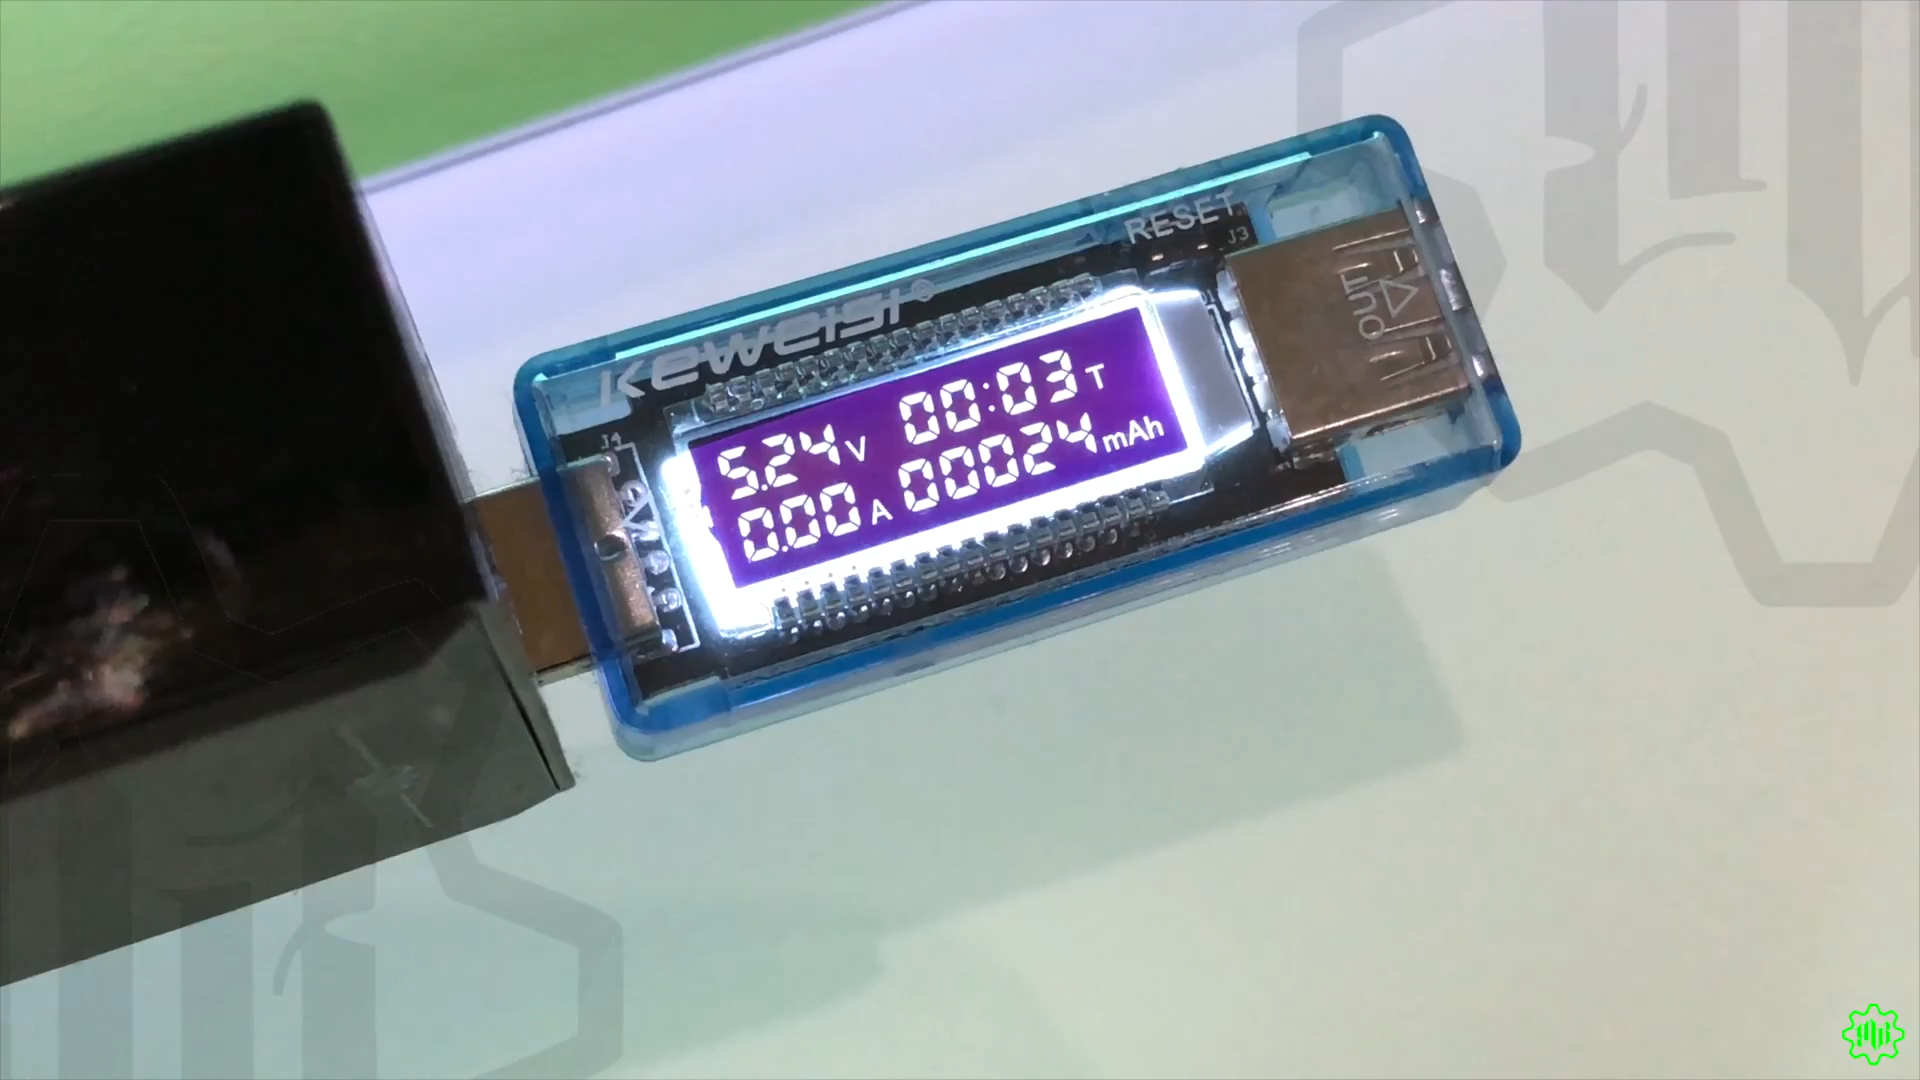 RESET
J3
KEWEISI®
OUT
5.24V 00:03T
0.00A 00024mAh
J4